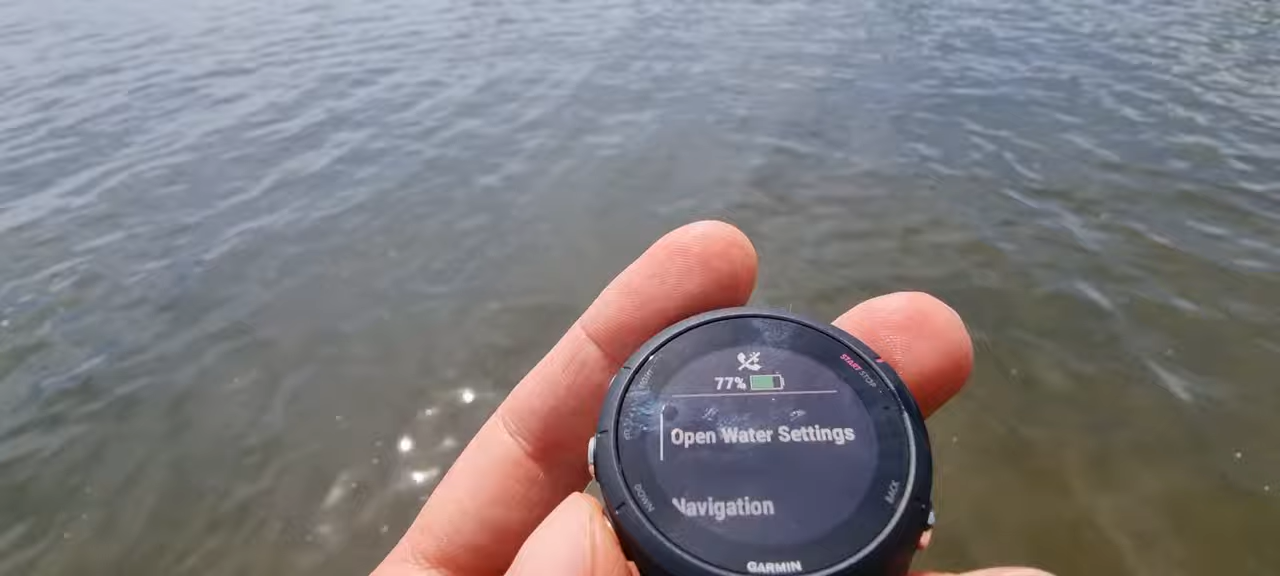 START STOP
77%
Open Water Settings
Navigation
DOWN
BACK
GARMIN